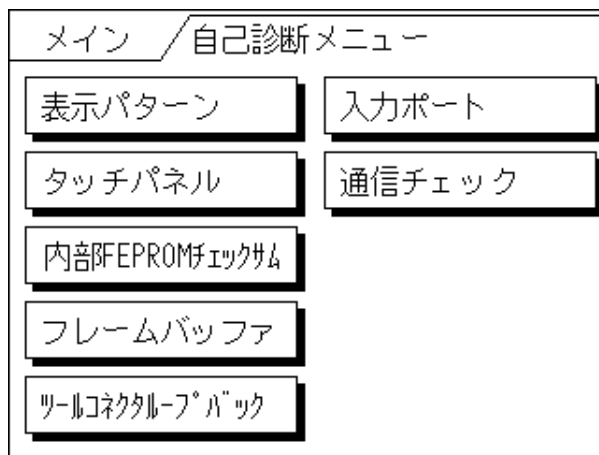 メイン
自己診断メニュー
表示パターン
入力ポート
タッチパネル
通信チェック
内部FEPROMﾁｪｯｸｻﾑ
フレームバッファ
ﾂｰﾙｺﾈｸﾀﾙｰﾌﾟﾊﾞｯｸ